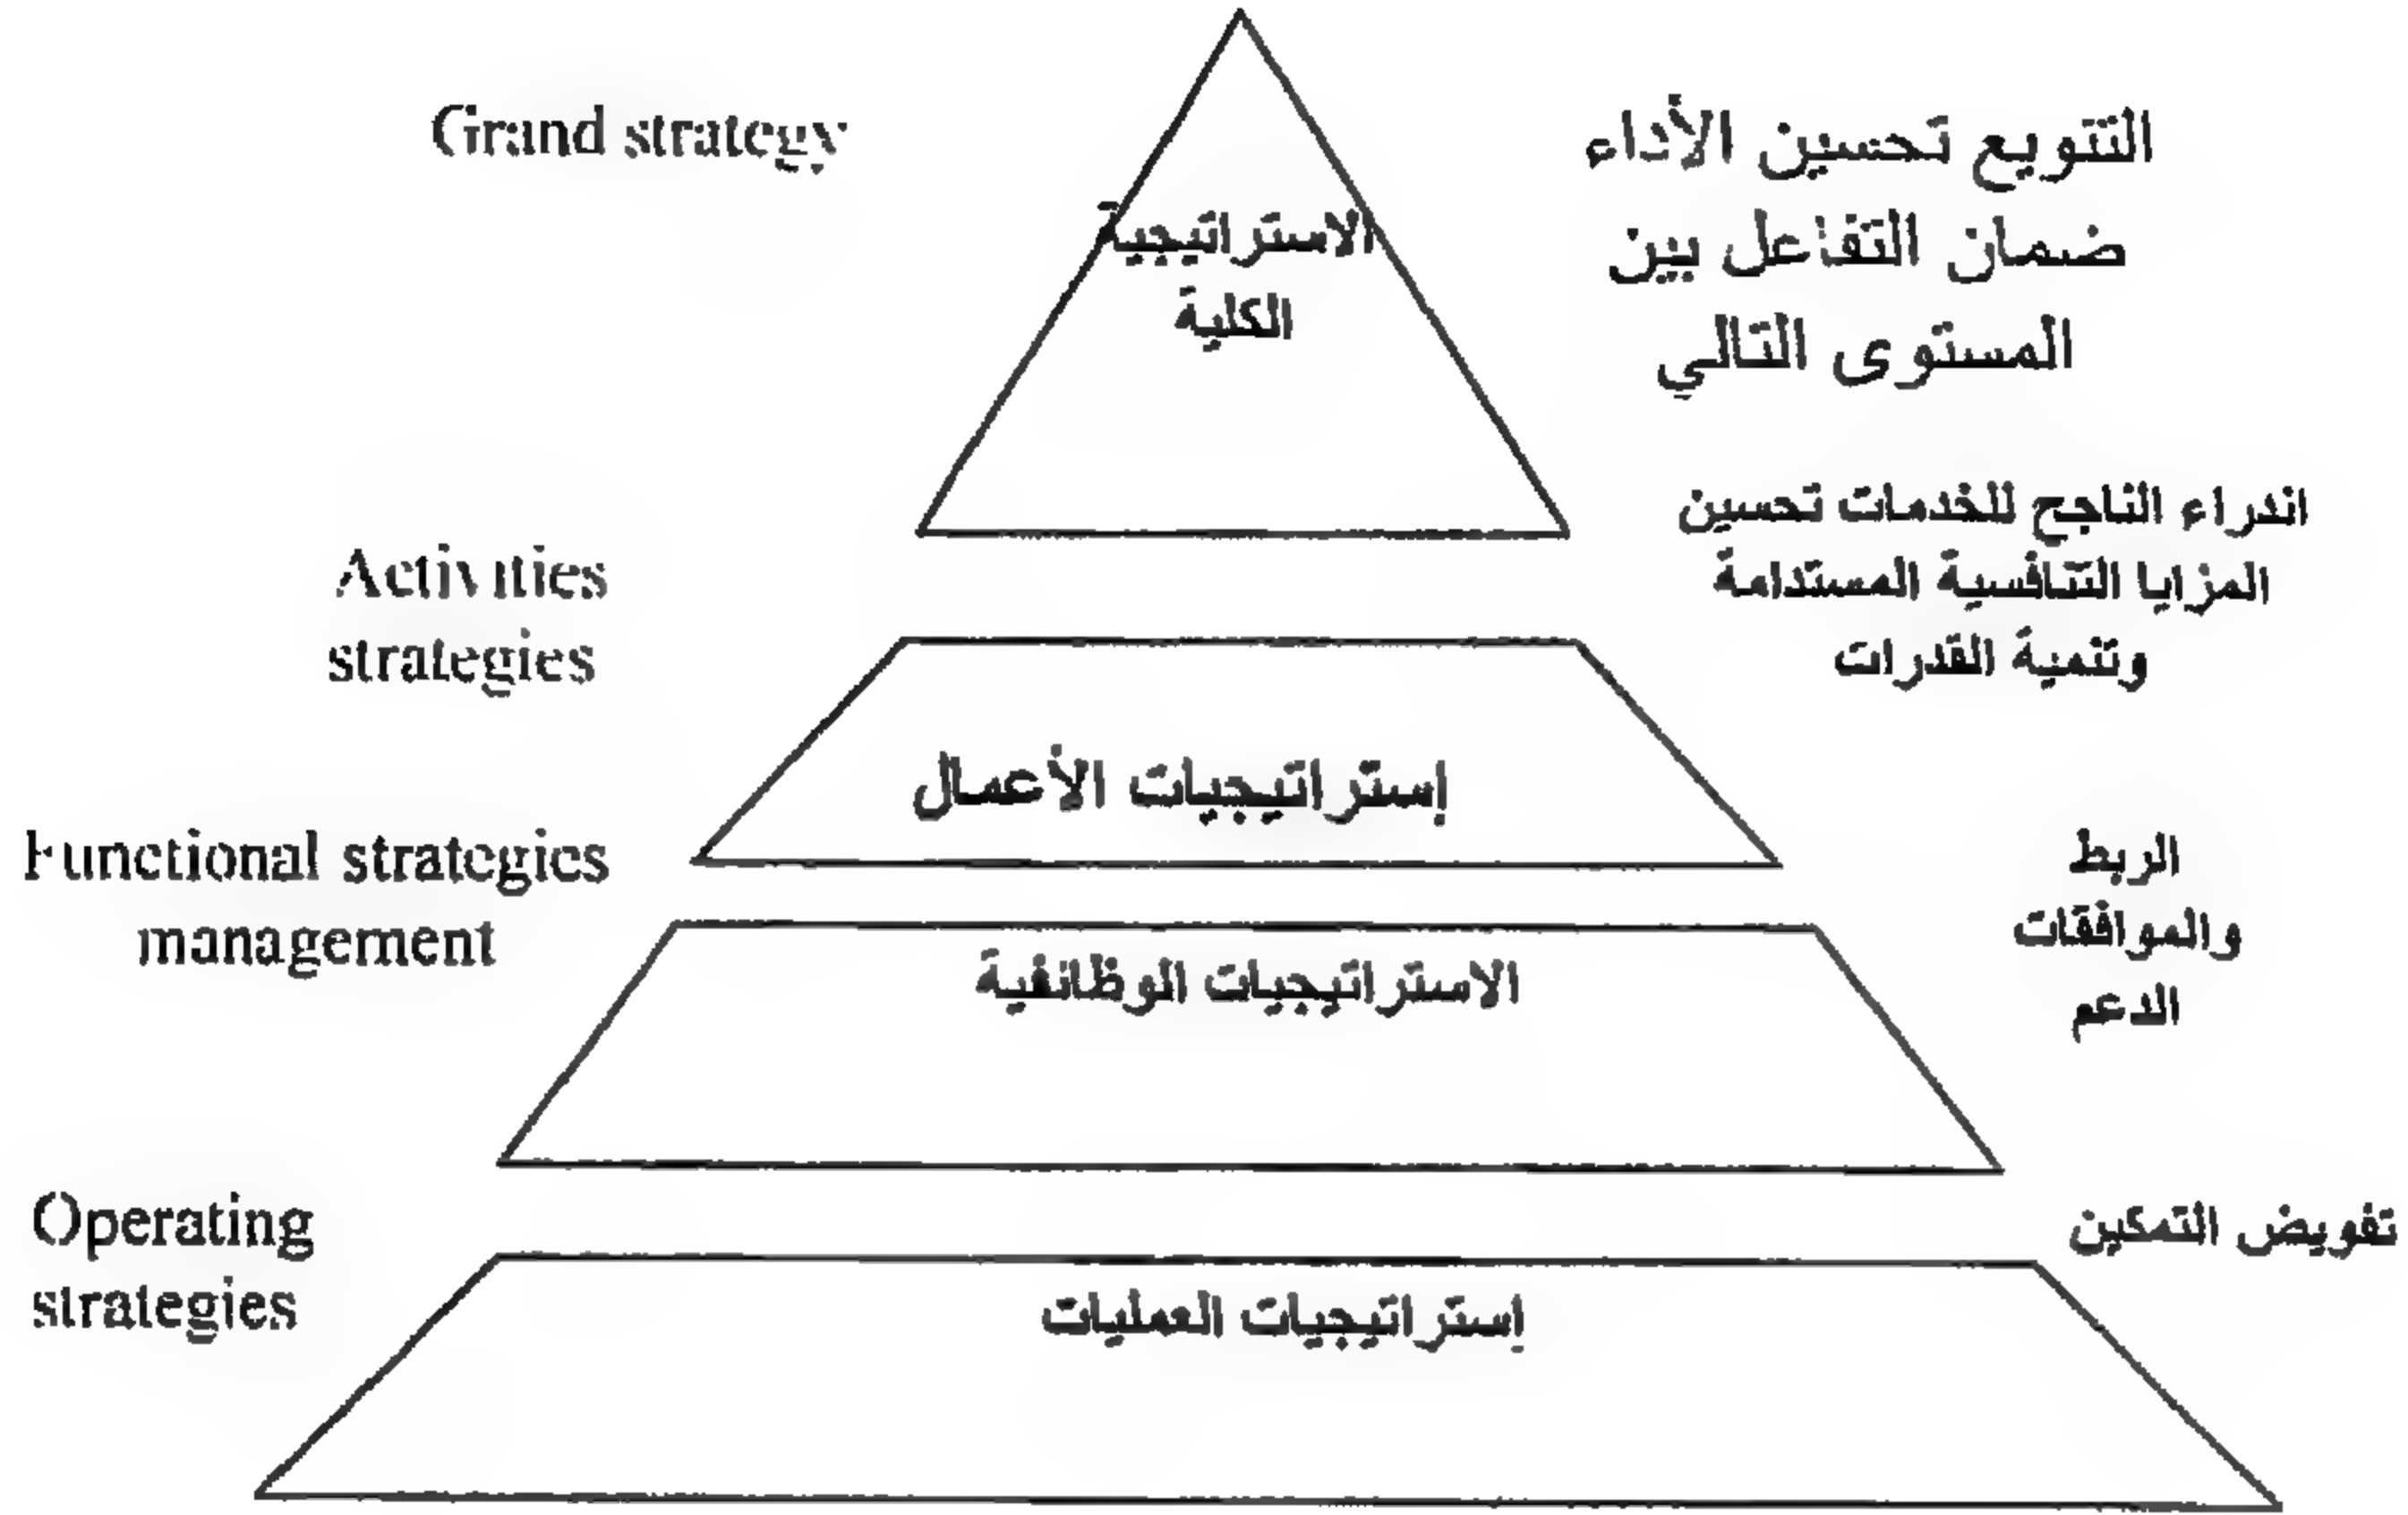 Grand strategy
الاستراتيجية
الكلية
التنويع تحسين الأداء
ضمان التفاعل بين
المستوى التالي
Activities
strategies
إستراتيجيات الأعمال
اندراء الناجح للخدمات تحسين
المزايا التنافسية المستدامة
وتنمية القدرات
Functional strategies
management
الاستراتيجيات الوظائفية
الربط
والموافقات
الدعم
Operating
strategies
إستراتيجيات العمليات
تفويض التمكين